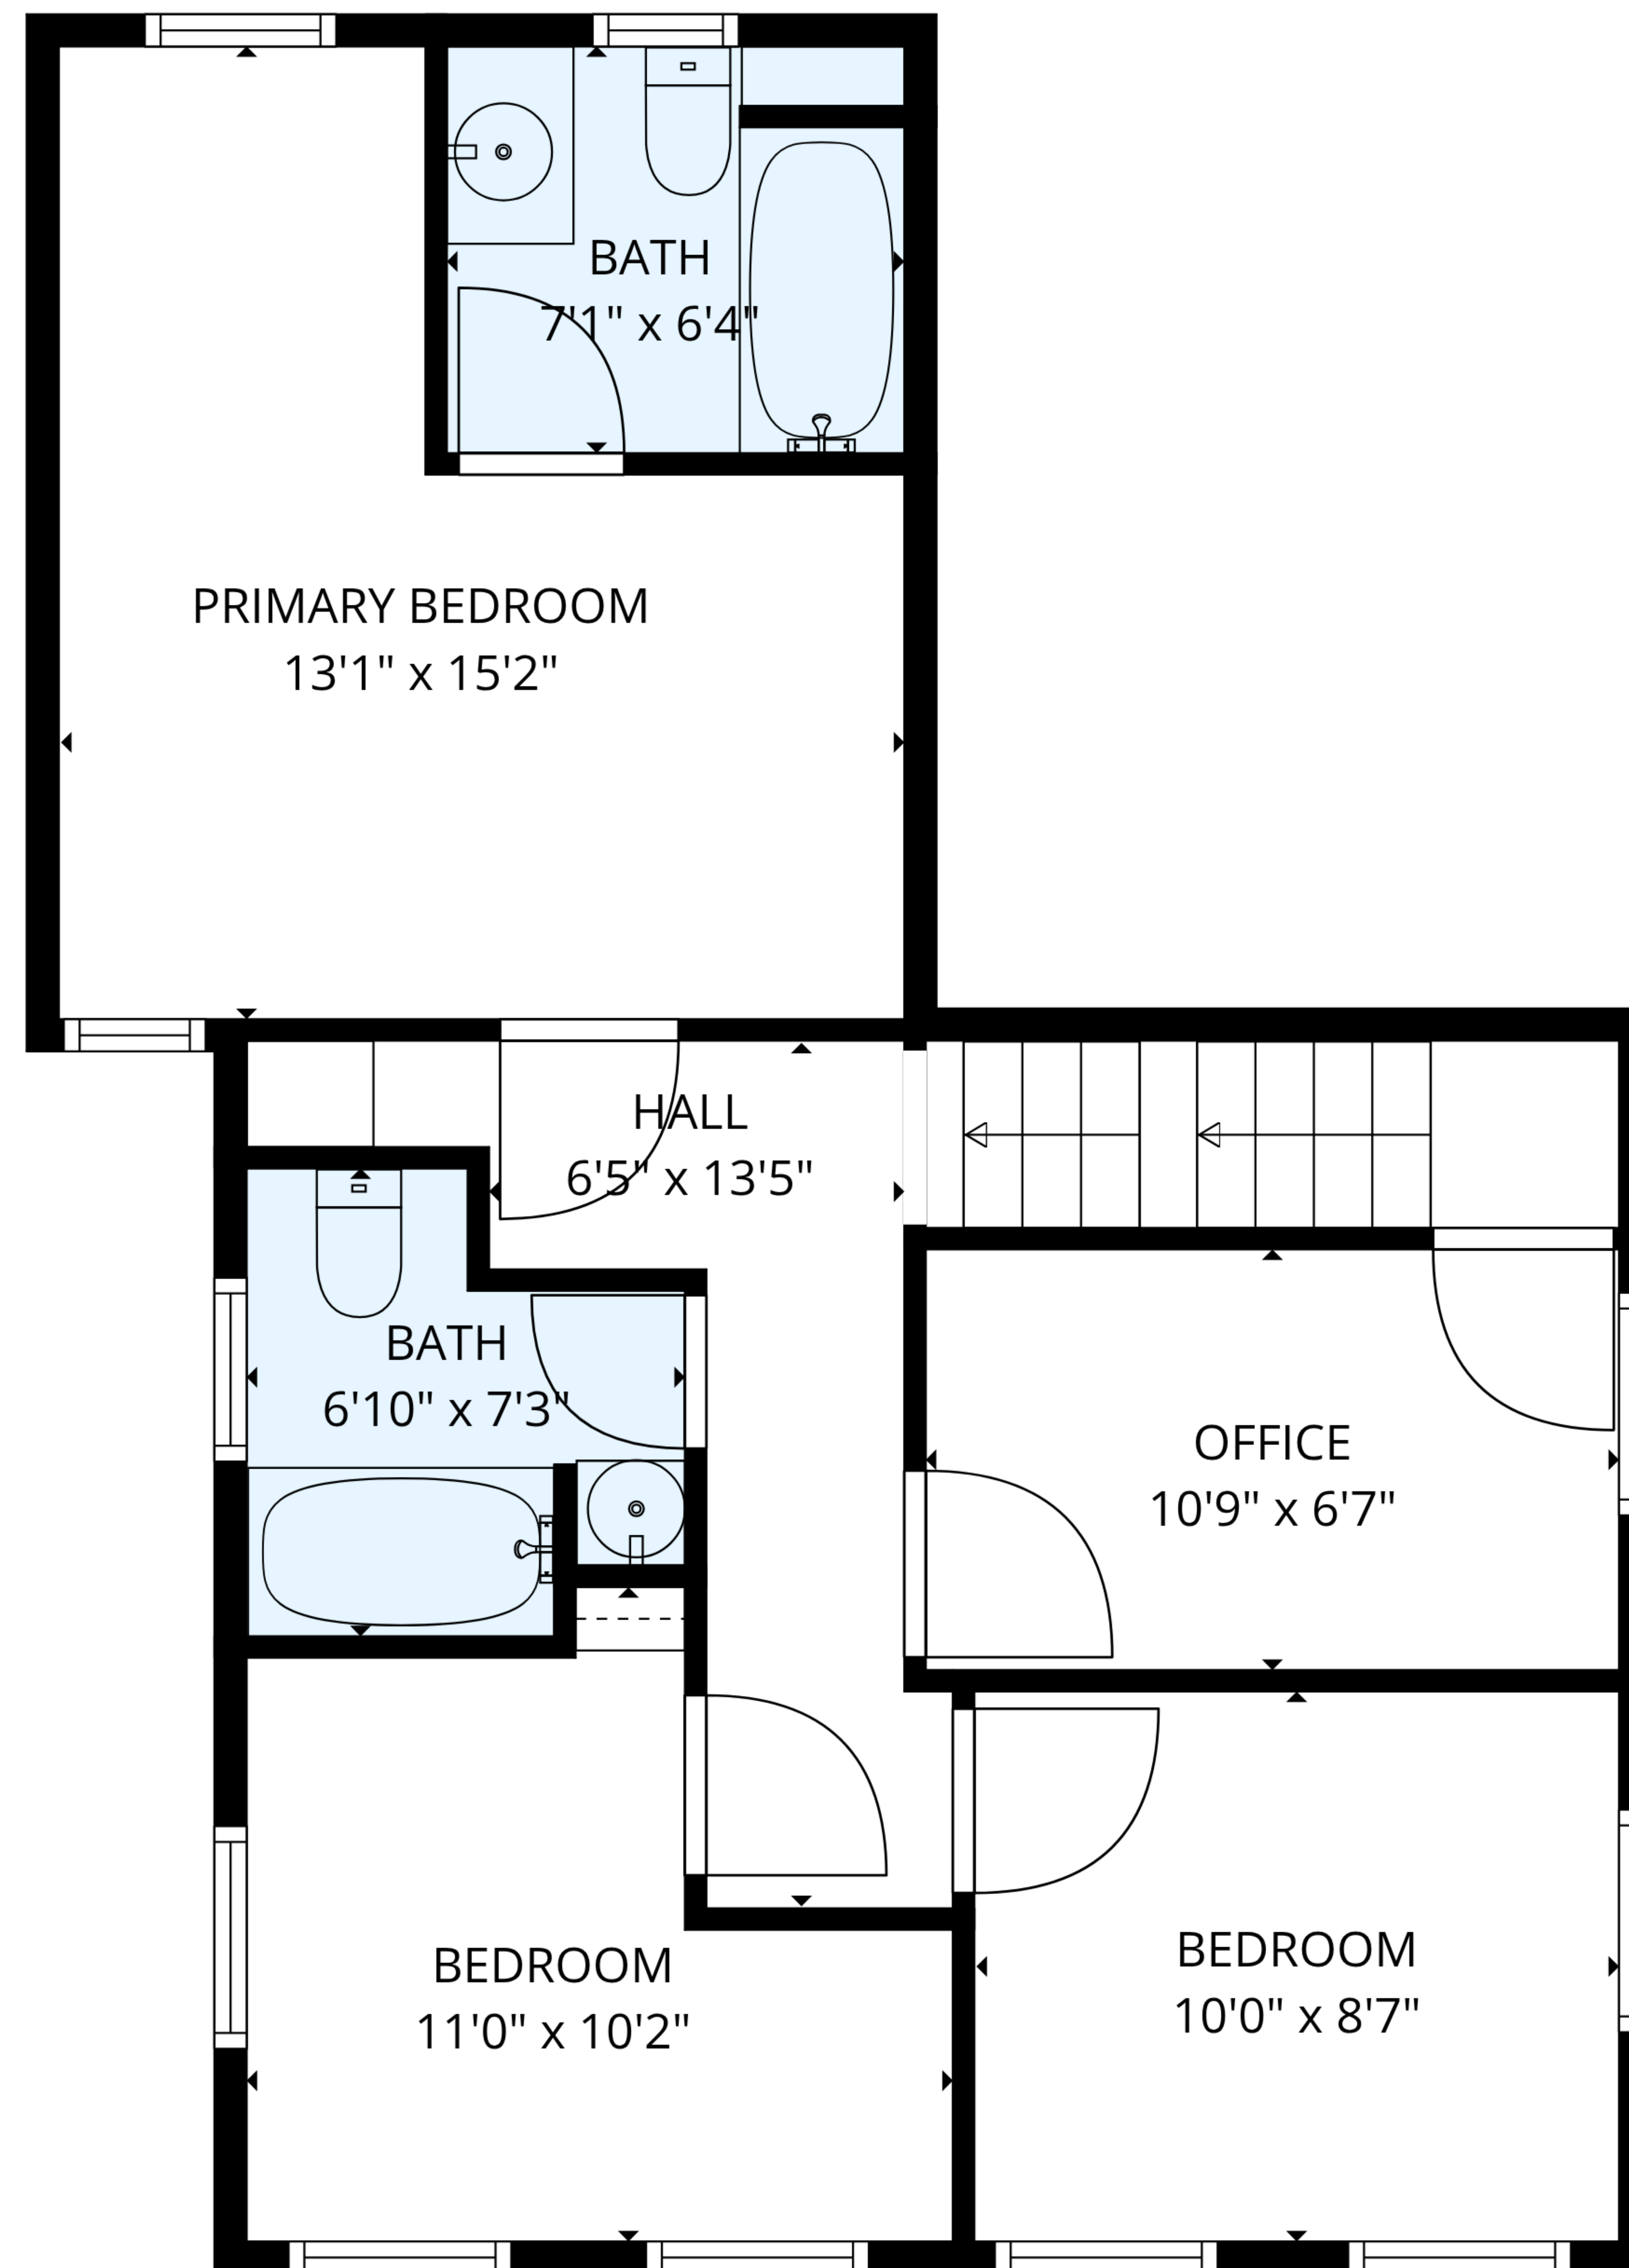 BATH
7'1" x 6'4"
PRIMARY BEDROOM
13'1" x 15'2"
HALL
6'5" x 13'5"
BATH
6'10" x 7'3"
OFFICE
10'9" x 6'7"
BEDROOM
11'0" x 10'2"
BEDROOM
10'0" x 8'7"